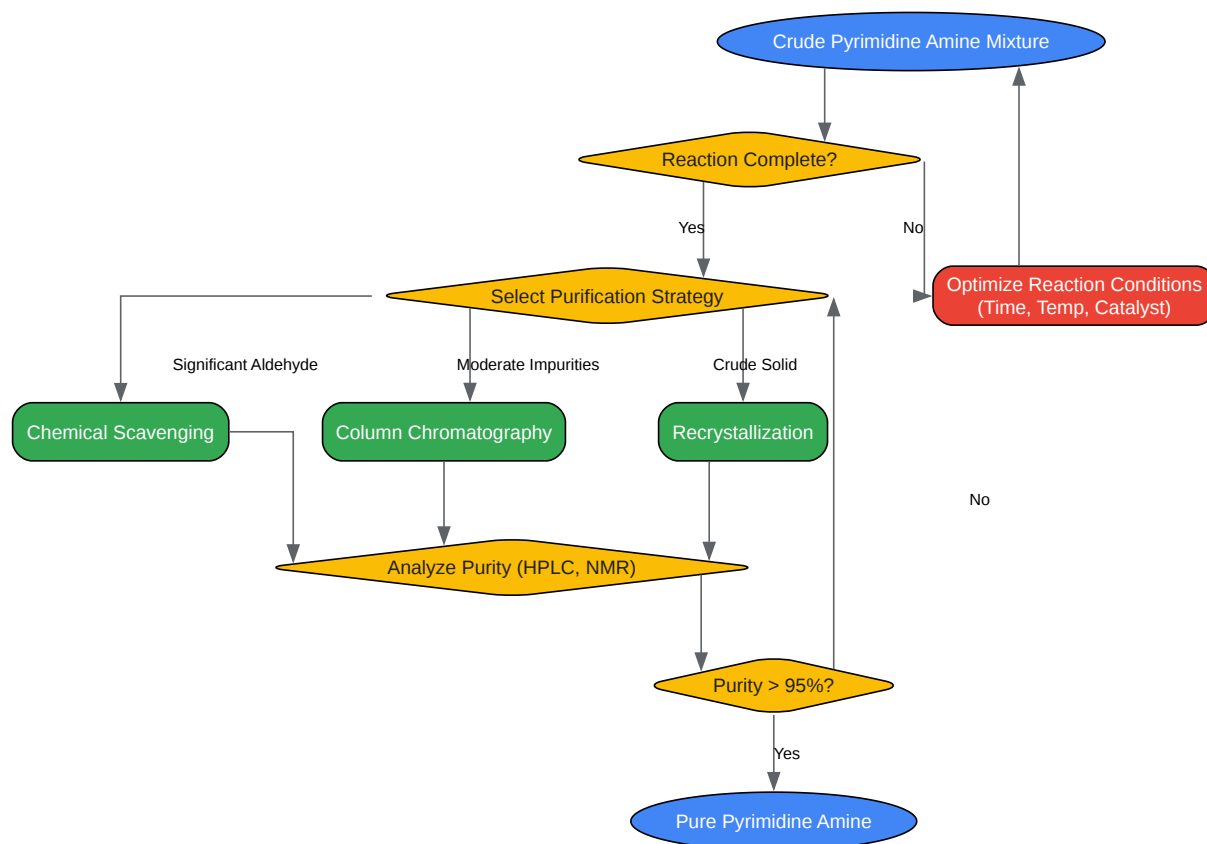 Crude Pyrimidine Amine Mixture
Reaction Complete?
Yes
No
Optimize Reaction Conditions
(Time, Temp, Catalyst)
Select Purification Strategy
Significant Aldehyde
Moderate Impurities
Crude Solid
Chemical Scavenging
Column Chromatography
Recrystallization
No
Analyze Purity (HPLC, NMR)
Purity > 95%?
Yes
Pure Pyrimidine Amine